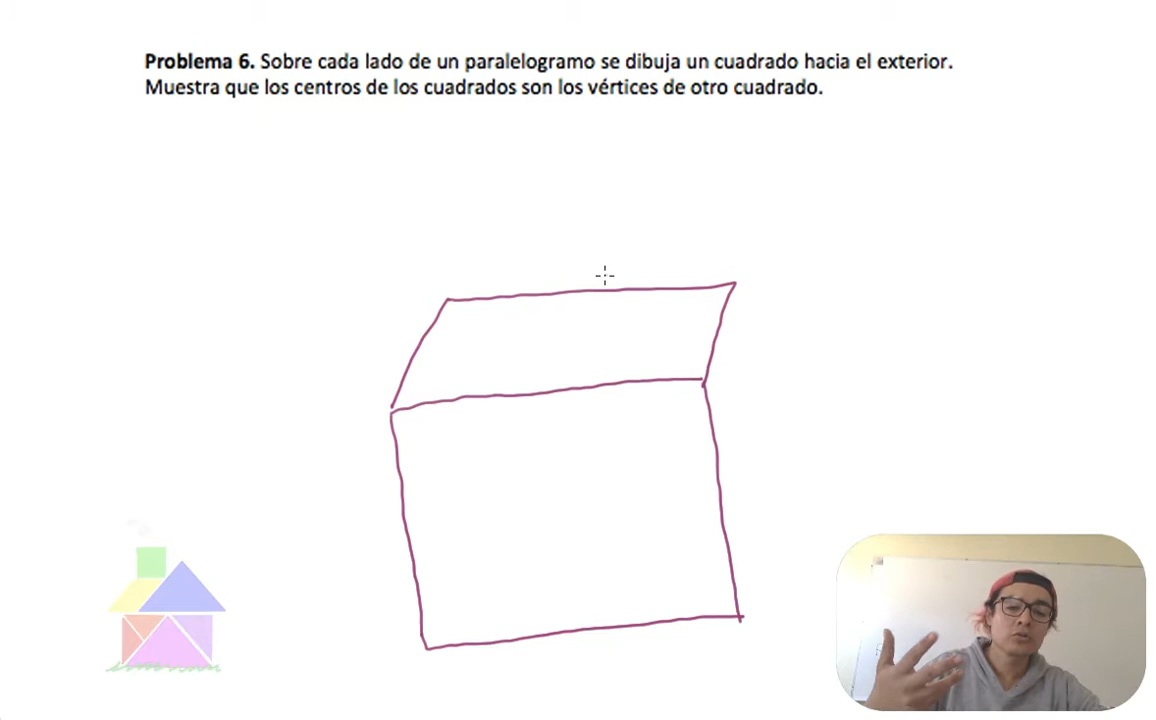 Problema 6. Sobre cada lado de un paralelogramo se dibuja un cuadrado hacia el exterior.
Muestra que los centros de los cuadrados son los vértices de otro cuadrado.